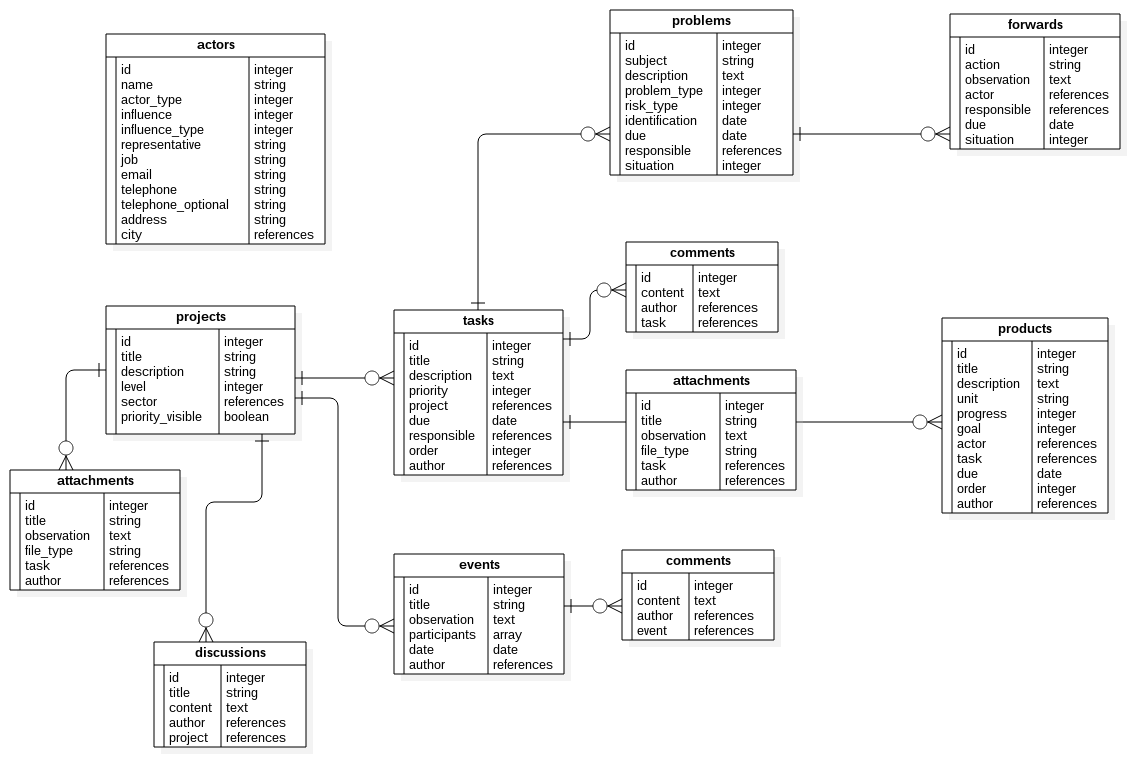 actors
id integer
name string
actor_type integer
influence integer
influence_type integer
representative string
job string
email string
telephone string
telephone_optional string
address string
city references
problems
id integer
subject string
description text
problem_type integer
risk_type integer
identification date
due date
responsible references
situation integer
forwards
id integer
action string
observation text
actor references
responsible references
due date
situation integer
projects
id integer
title string
description string
level integer
sector references
priority_visible boolean
tasks
id integer
title string
description text
priority integer
project references
due date
responsible references
order integer
author references
comments
id integer
content text
author references
task references
attachments
id integer
title string
observation text
file_type string
task references
author references
products
id integer
title string
description text
unit string
progress integer
goal integer
actor references
task references
due date
order integer
author references
attachments
id integer
title string
observation text
file_type string
task references
author references
events
id integer
title string
observation text
participants array
date date
author references
comments
id integer
content text
author references
event references
discussions
id integer
title string
content text
author references
project references